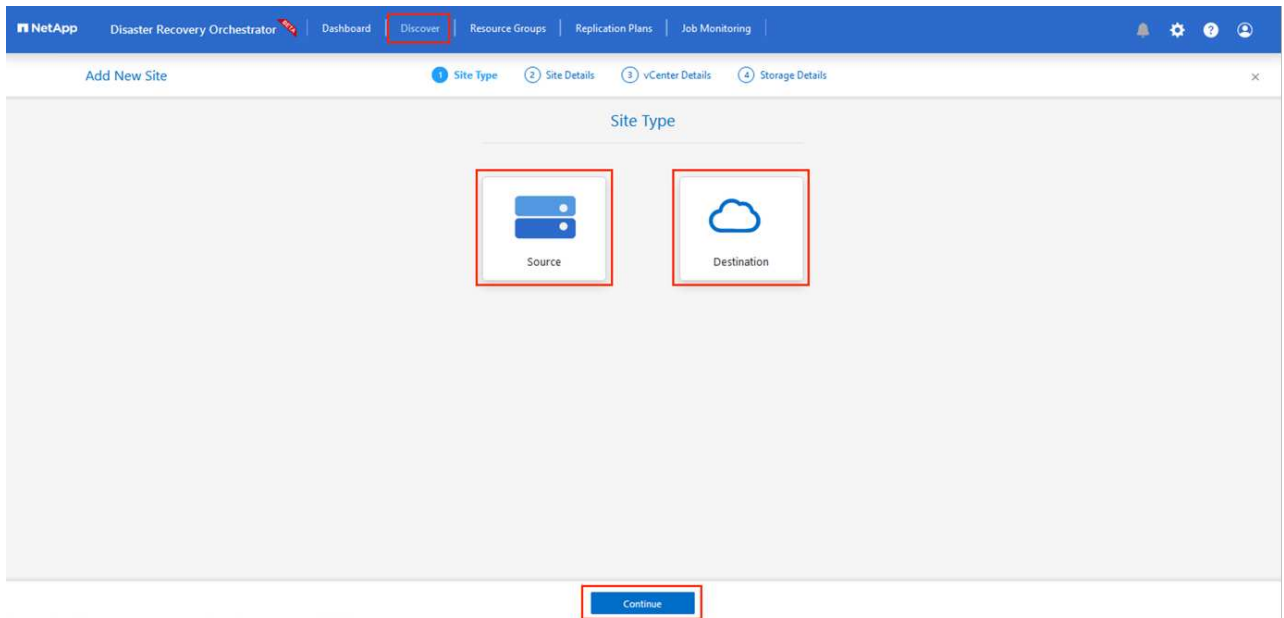 NetApp Disaster Recovery Orchestrator BETA Dashboard Discover Resource Groups Replication Plans Job Monitoring ?
Add New Site 1 Site Type 2 Site Details 3 vCenter Details 4 Storage Details
Site Type
Source Destination
Continue